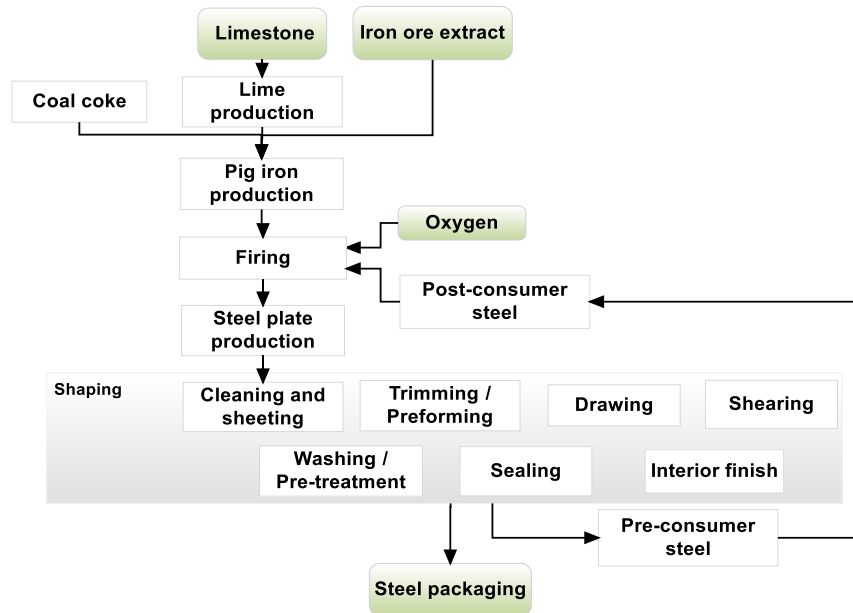 Limestone
Iron ore extract
Coal coke
Lime
production
Pig iron
production
Oxygen
Firing
Post-consumer
steel
Steel plate
production
Shaping
Cleaning and
sheeting
Trimming /
Preforming
Drawing
Shearing
Washing /
Pre-treatment
Sealing
Interior finish
Pre-consumer
steel
Steel packaging